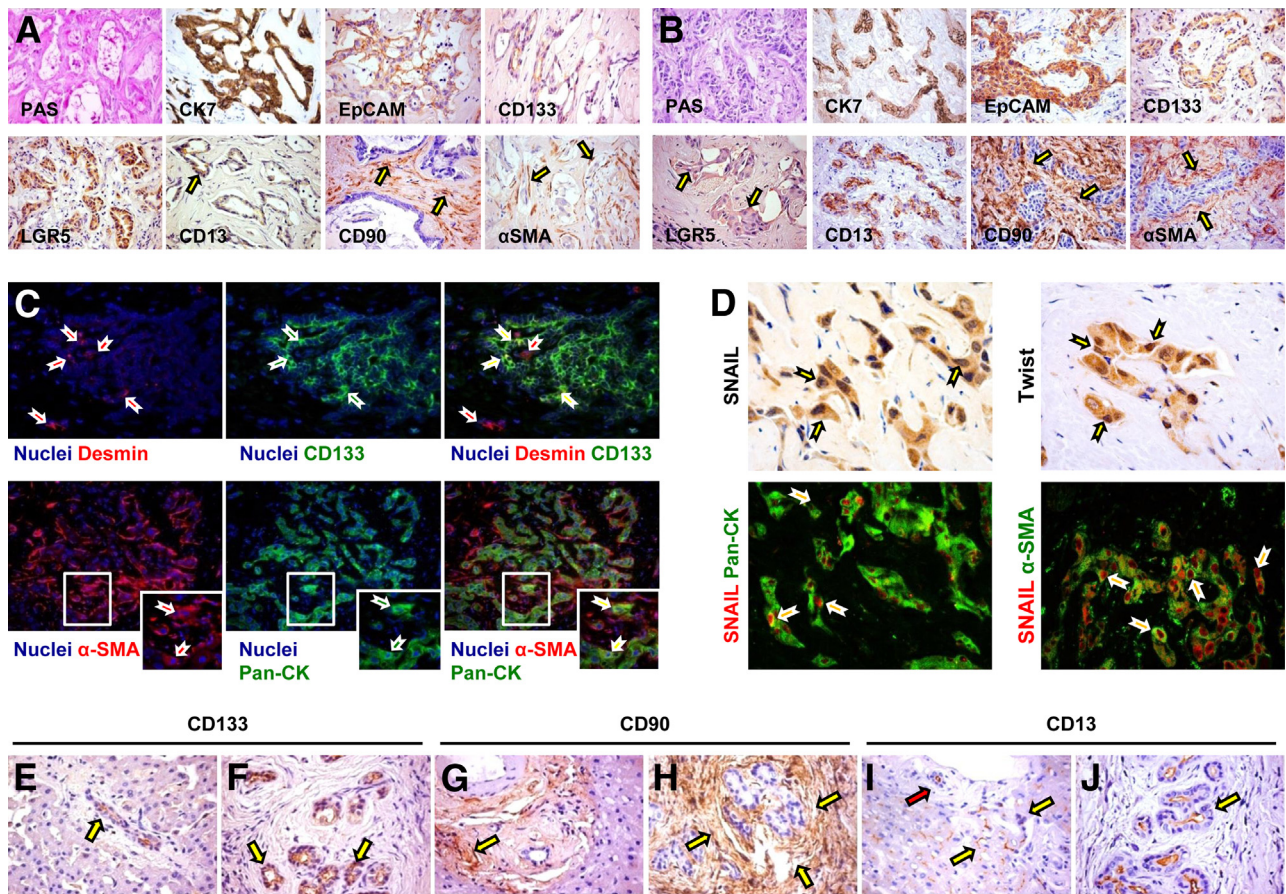 A
B
PAS
CK7
EpCAM
CD133
PAS
CK7
EpCAM
CD133
LGR5
CD13
CD90
αSMA
LGR5
CD13
CD90
αSMA
C
D
Nuclei Desmin
Nuclei CD133
Nuclei Desmin CD133
SNAIL
Twist
Nuclei α-SMA
Nuclei
Pan-CK
Nuclei α-SMA
Pan-CK
SNAIL Pan-CK
SNAIL α-SMA
CD133
CD90
CD13
E
F
G
H
I
J